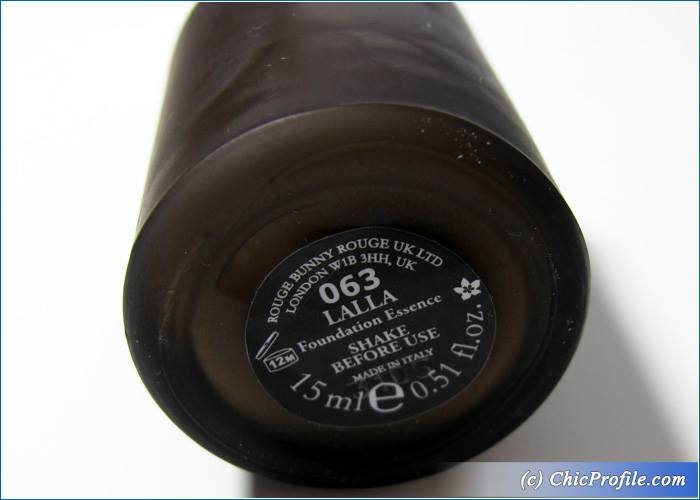 ROUGE BUNNY ROUGE UK LTD
LONDON W1B 3HH, UK
063
LALLA
Foundation Essence
SHAKE
BEFORE USE
MADE IN ITALY
12M
15 ml e 0.51 fl.oz.
(c) ChicProfile.com